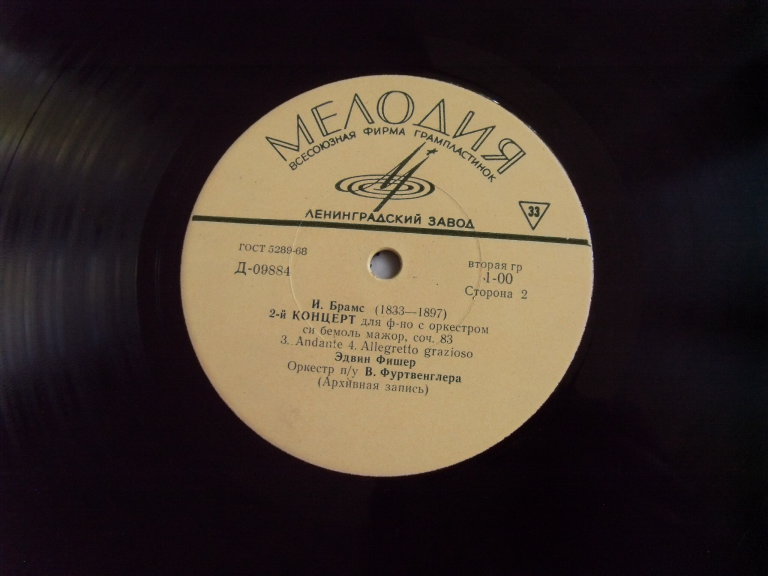 МЕЛОДИЯ
ВСЕСОЮЗНАЯ ФИРМА ГРАМПЛАСТИНОК
ЛЕНИНГРАДСКИЙ ЗАВОД
33
ГОСТ 5289-68
Д-09884
вторая гр
1-00
Сторона 2
И. Брамс (1833—1897)
2-й КОНЦЕРТ для ф-но с оркестром
си бемоль мажор, соч. 83
3. Andante 4. Allegretto grazioso
Эдвин Фишер
Оркестр п/у В. Фуртвенглера
(Архивная запись)